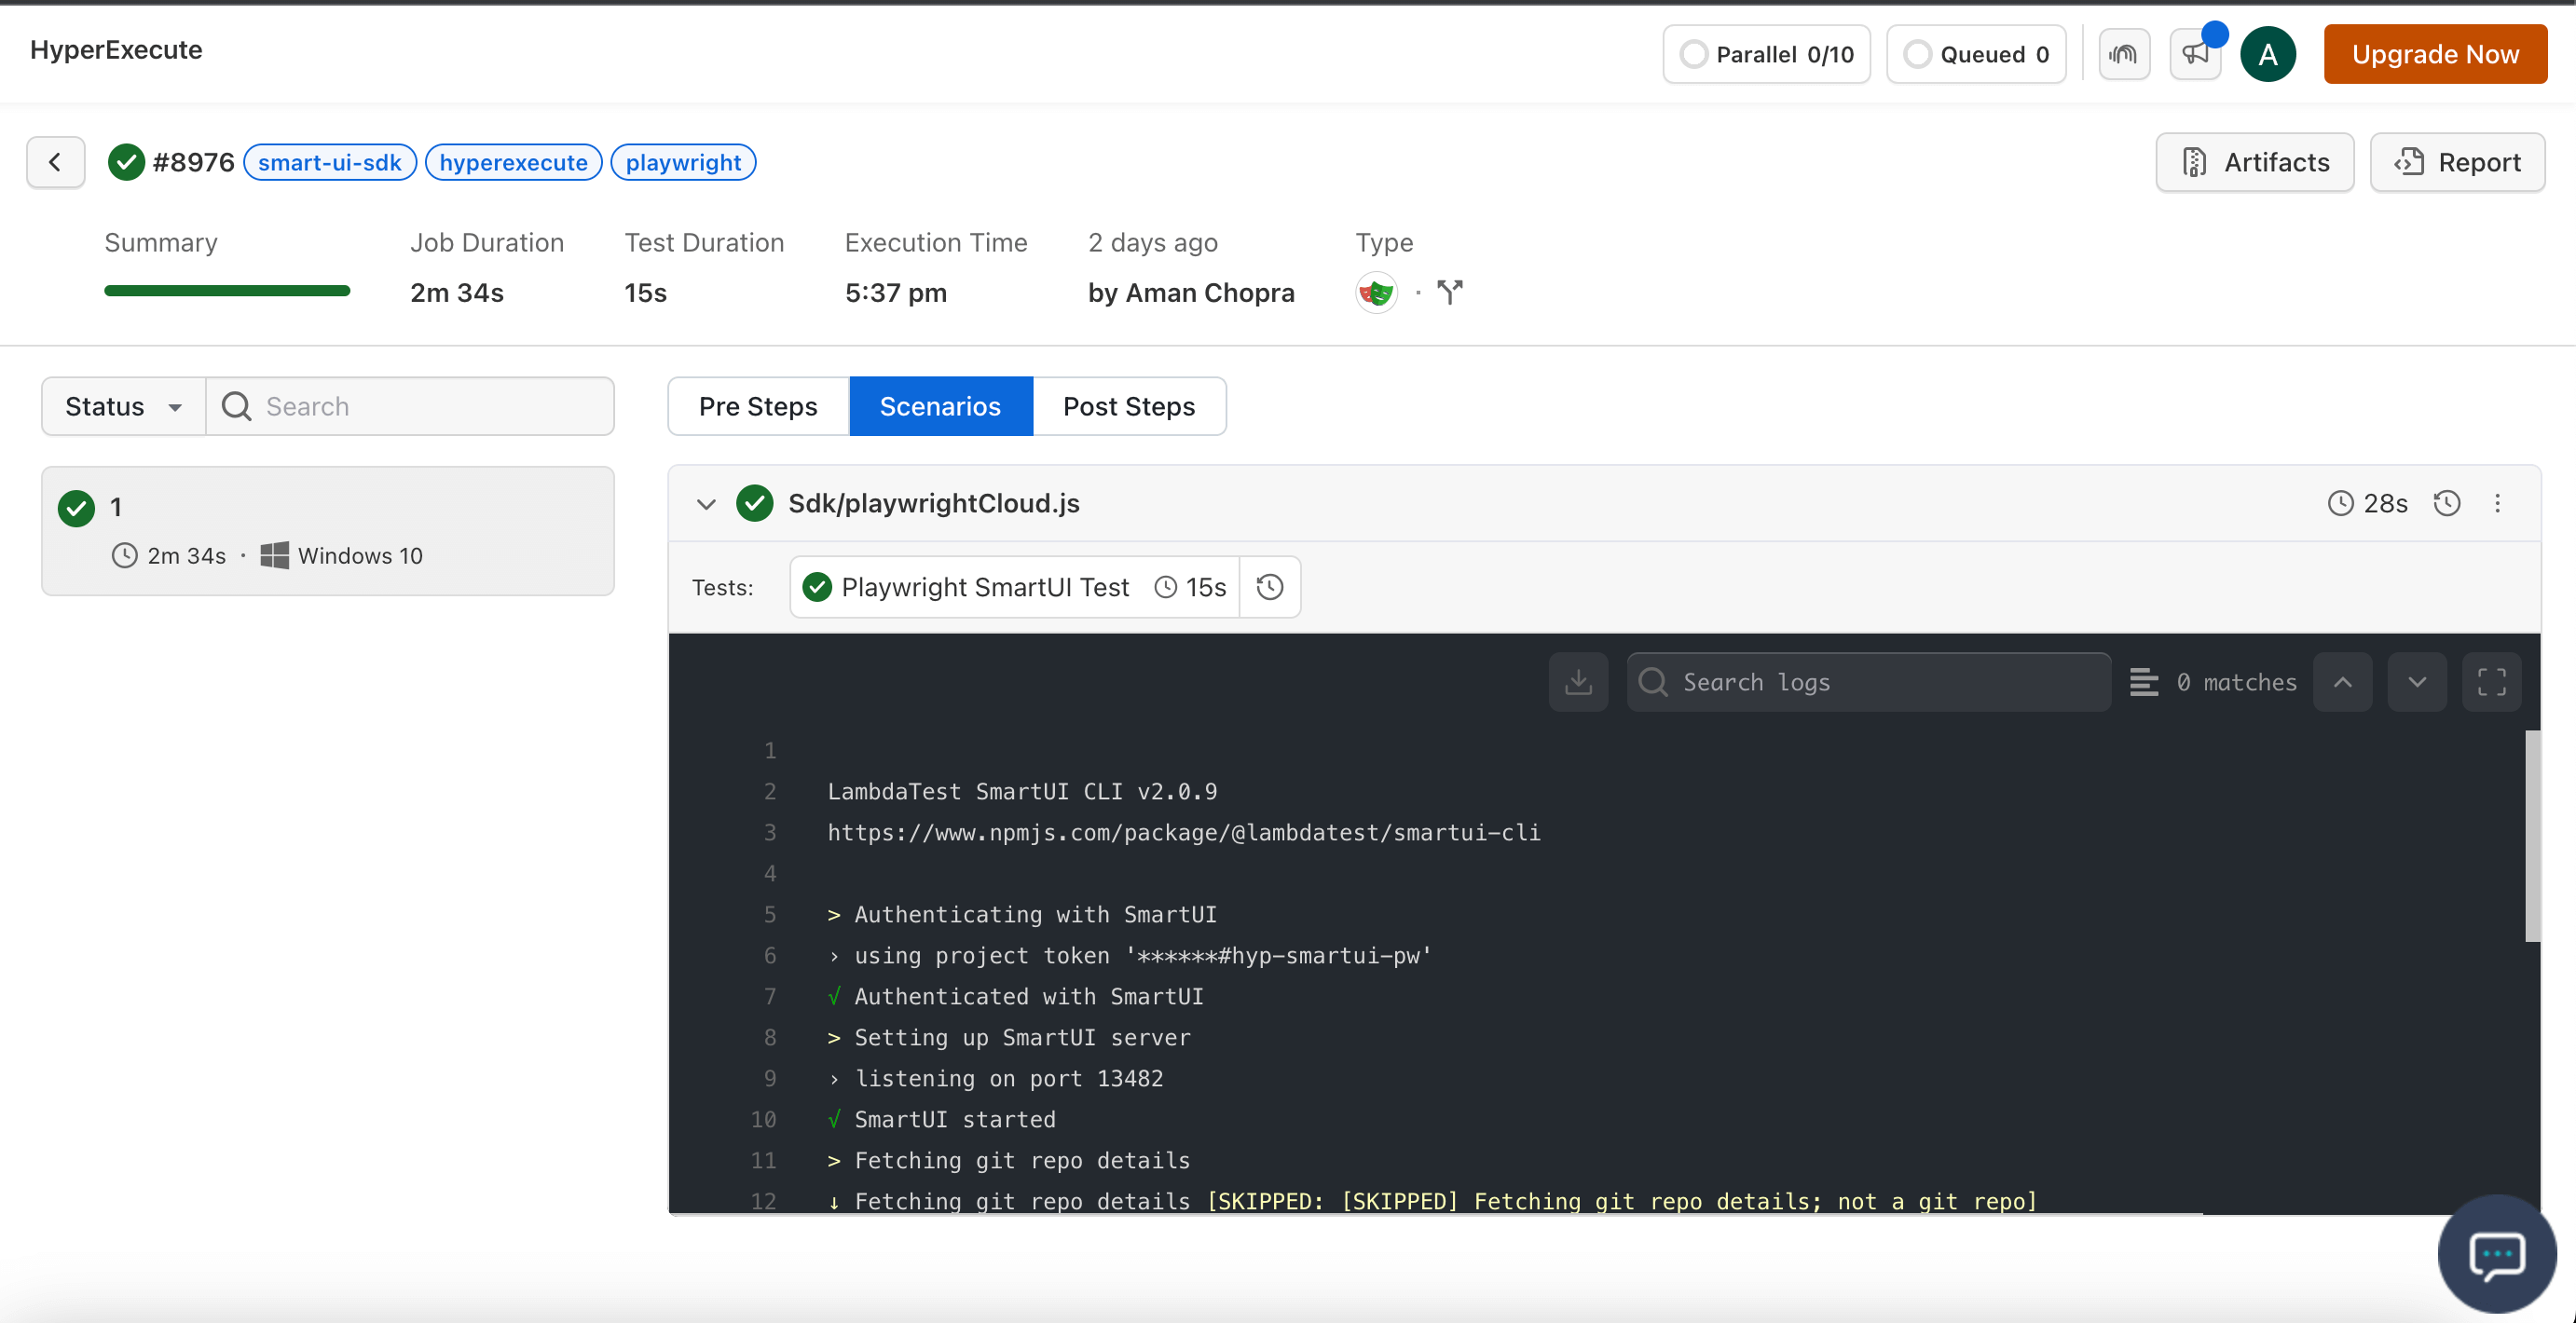 HyperExecute
Parallel 0/10
Queued 0
A
Upgrade Now
#8976 smart-ui-sdk hyperexecute playwright
Artifacts
Report
Summary
Job Duration
2m 34s
Test Duration
15s
Execution Time
5:37 pm
2 days ago
by Aman Chopra
Type
Status
Search
Pre Steps
Scenarios
Post Steps
1
2m 34s · Windows 10
Sdk/playwrightCloud.js
28s
Tests:
Playwright SmartUI Test 15s
Search logs
0 matches
1
2 LambdaTest SmartUI CLI v2.0.9
3 https://www.npmjs.com/package/@lambdatest/smartui-cli
4
5 > Authenticating with SmartUI
6 › using project token '******#hyp-smartui-pw'
7 √ Authenticated with SmartUI
8 > Setting up SmartUI server
9 › listening on port 13482
10 √ SmartUI started
11 > Fetching git repo details
12 ↓ Fetching git repo details [SKIPPED: [SKIPPED] Fetching git repo details; not a git repo]